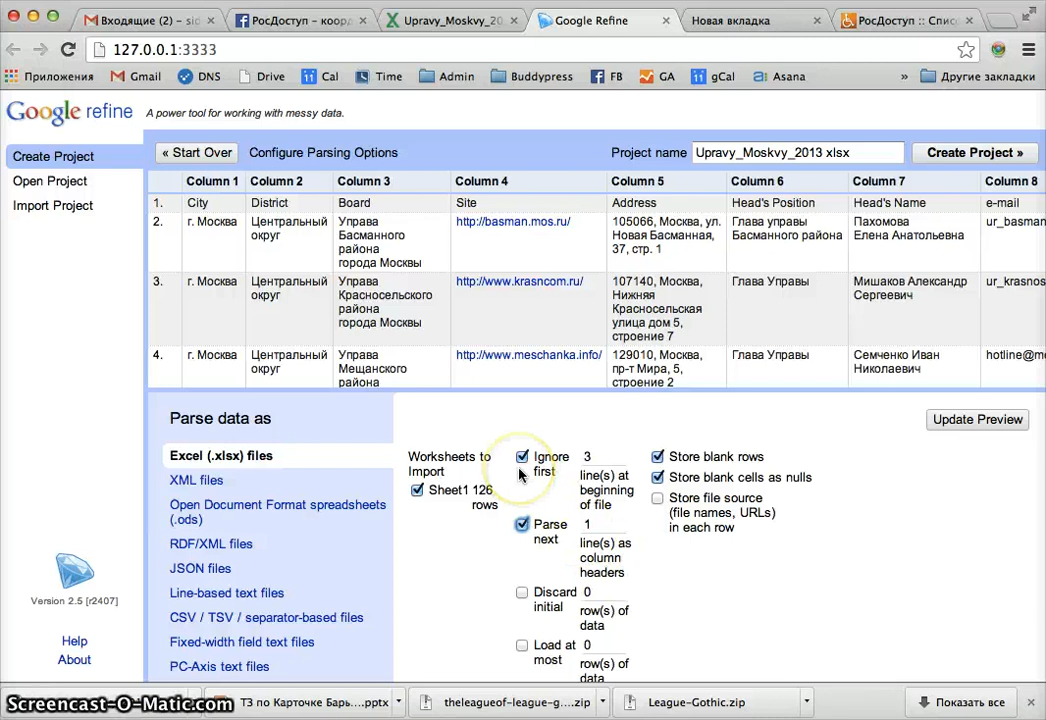 Входящие (2) – sid
РосДоступ – коорд
Upravy_Moskvy_20
Google Refine
Новая вкладка
РосДоступ :: Спис
127.0.0.1:3333
Приложения
Gmail
DNS
Drive
Cal
Time
Admin
Buddypress
FB
GA
gCal
Asana
»
Другие закладки
Google refine
A power tool for working with messy data.
Create Project
Open Project
Import Project
« Start Over
Configure Parsing Options
Project name
Upravy_Moskvy_2013 xlsx
Create Project »
Column 1 Column 2 Column 3 Column 4 Column 5 Column 6 Column 7 Column 8
1. City District Board Site Address Head's Position Head's Name e-mail
2. г. Москва Центральный Управа http://basman.mos.ru/ 105066, Москва, ул. Глава управы Пахомова ur_basman
округ Басманного Новая Басманная, Басманного района Елена Анатольевна
района 37, стр. 1
города Москвы
3. г. Москва Центральный Управа http://www.krasncom.ru/ 107140, Москва, Глава Управы Мишаков Александр ur_krasnos
округ Красносельского Нижняя Сергеевич
района Красносельская
города Москвы улица дом 5,
строение 7
4. г. Москва Центральный Управа http://www.meschanka.info/ 129010, Москва, Глава Управы Семченко Иван hotline@me
округ Мещанского пр-т Мира, 5, Николаевич
района строение 2
Parse data as
Excel (.xlsx) files
XML files
Open Document Format spreadsheets
(.ods)
RDF/XML files
JSON files
Line-based text files
CSV / TSV / separator-based files
Fixed-width field text files
PC-Axis text files
Update Preview
Worksheets to
Import
Sheet1 126
rows
Ignore
first
3
line(s) at
beginning
of file
Parse
next
1
line(s) as
column
headers
Discard
initial
0
row(s) of
data
Load at
most
0
row(s) of
data
Store blank rows
Store blank cells as nulls
Store file source
(file names, URLs)
in each row
Version 2.5 [r2407]
Help
About
Screencast-O-Matic.com
ТЗ по Карточке Барь....pptx
theleagueof-league-g....zip
League-Gothic.zip
Показать все